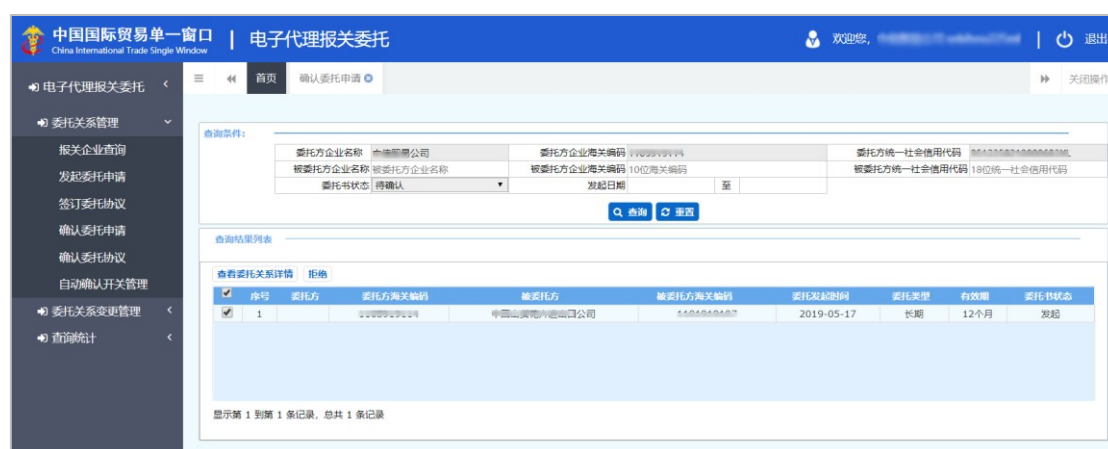 中国国际贸易单一窗口 | 电子代理报关委托
China International Trade Single Window
欢迎您,
退出
电子代理报关委托
首页 确认委托申请
关闭操作
委托关系管理
报关企业查询
发起委托申请
签订委托协议
确认委托申请
确认委托协议
自动确认开关管理
委托关系变更管理
查询统计
查询条件:
委托方企业名称 公司 委托方企业海关编码 委托方统一社会信用代码
被委托方企业名称 被委托方企业名称 被委托方企业海关编码 10位海关编码 被委托方统一社会信用代码 18位统一社会信用代码
委托书状态 待确认 发起日期 至
查询 重置
查询结果列表
查看委托关系详情 拒绝
序号 委托方 委托方海关编码 被委托方 被委托方海关编码 委托发起时间 委托类型 有效期 委托书状态
1 2019-05-17 长期 12个月 发起
显示第 1 到第 1 条记录，总共 1 条记录